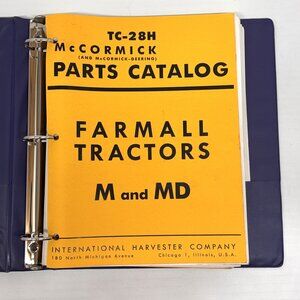 TC-28H
McCORMICK
(AND McCORMICK-DEERING)
PARTS CATALOG
FARMALL
TRACTORS
M and MD
INTERNATIONAL HARVESTER COMPANY
180 North Michigan Avenue Chicago 1, Illinois, U.S.A.